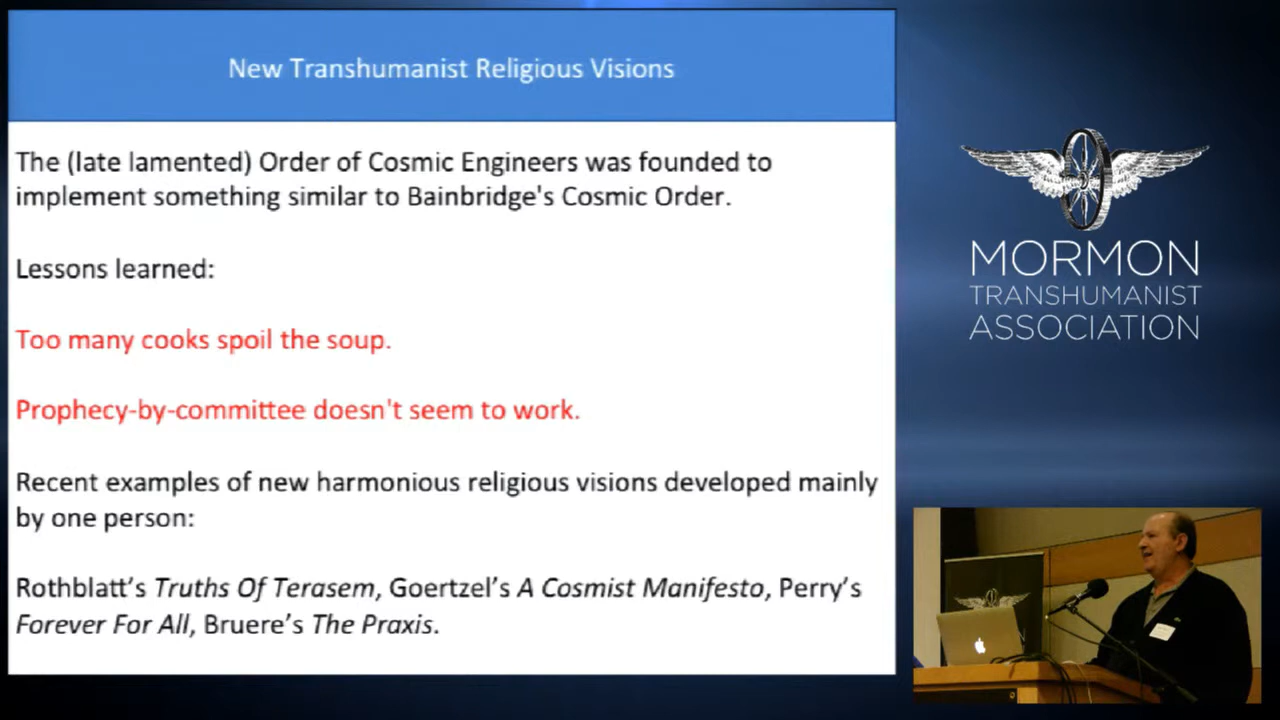 New Transhumanist Religious Visions
The (late lamented) Order of Cosmic Engineers was founded to
implement something similar to Bainbridge's Cosmic Order.
Lessons learned:
Too many cooks spoil the soup.
Prophecy-by-committee doesn't seem to work.
Recent examples of new harmonious religious visions developed mainly
by one person:
Rothblatt's Truths Of Terasem, Goertzel's A Cosmist Manifesto, Perry's
Forever For All, Bruere's The Praxis.
MORMON
TRANSHUMANIST
ASSOCIATION